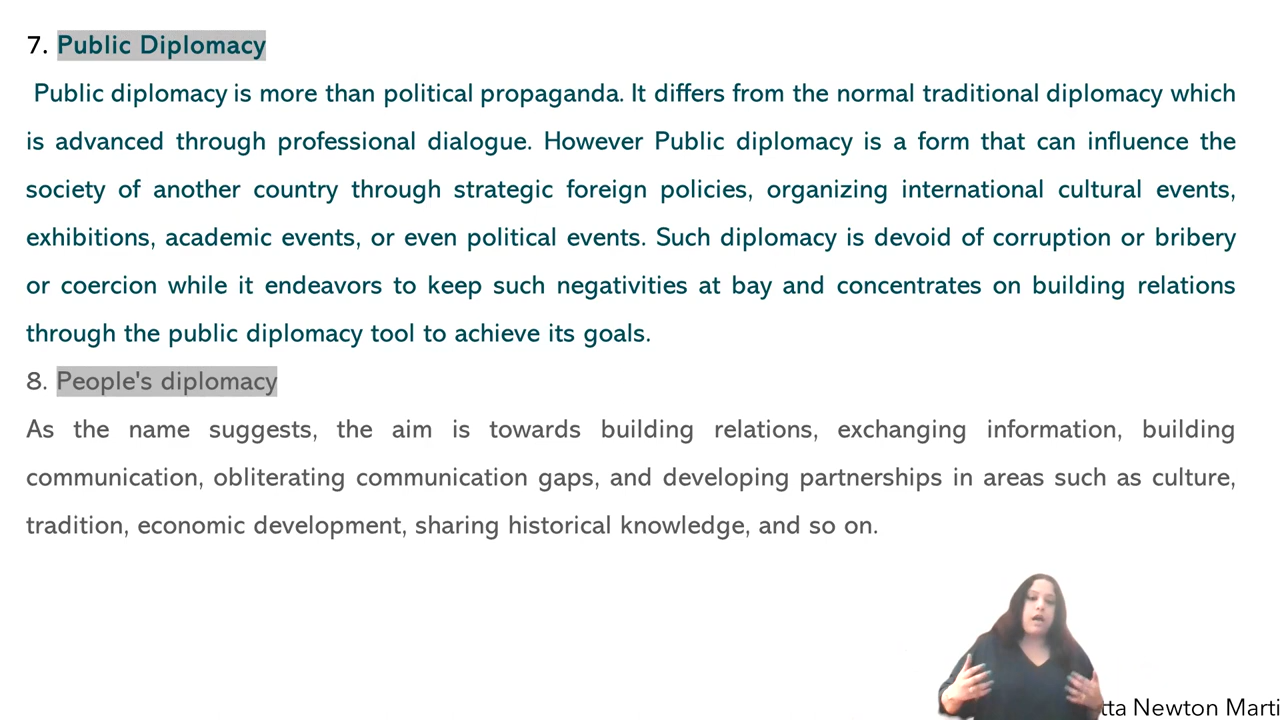 7. Public Diplomacy
Public diplomacy is more than political propaganda. It differs from the normal traditional diplomacy which
is advanced through professional dialogue. However Public diplomacy is a form that can influence the
society of another country through strategic foreign policies, organizing international cultural events,
exhibitions, academic events, or even political events. Such diplomacy is devoid of corruption or bribery
or coercion while it endeavors to keep such negativities at bay and concentrates on building relations
through the public diplomacy tool to achieve its goals.
8. People's diplomacy
As the name suggests, the aim is towards building relations, exchanging information, building
communication, obliterating communication gaps, and developing partnerships in areas such as culture,
tradition, economic development, sharing historical knowledge, and so on.
tta Newton Marti